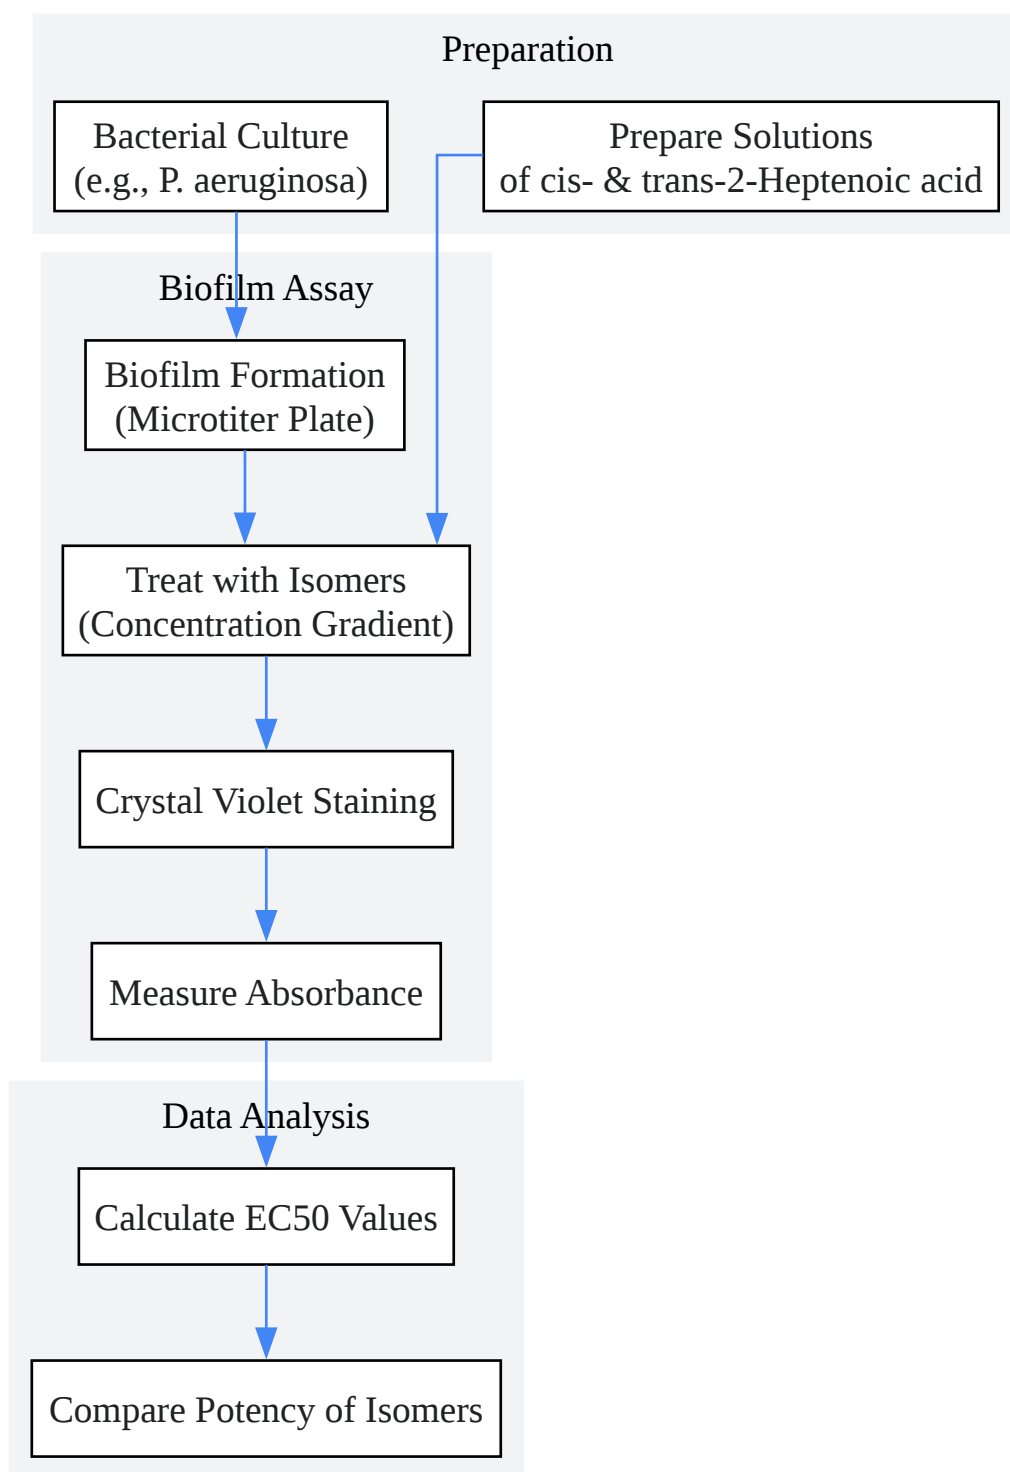 Preparation
Bacterial Culture
(e.g., P. aeruginosa)
Prepare Solutions
of cis- & trans-2-Heptenoic acid
Biofilm Assay
Biofilm Formation
(Microtiter Plate)
Treat with Isomers
(Concentration Gradient)
Crystal Violet Staining
Measure Absorbance
Data Analysis
Calculate EC50 Values
Compare Potency of Isomers